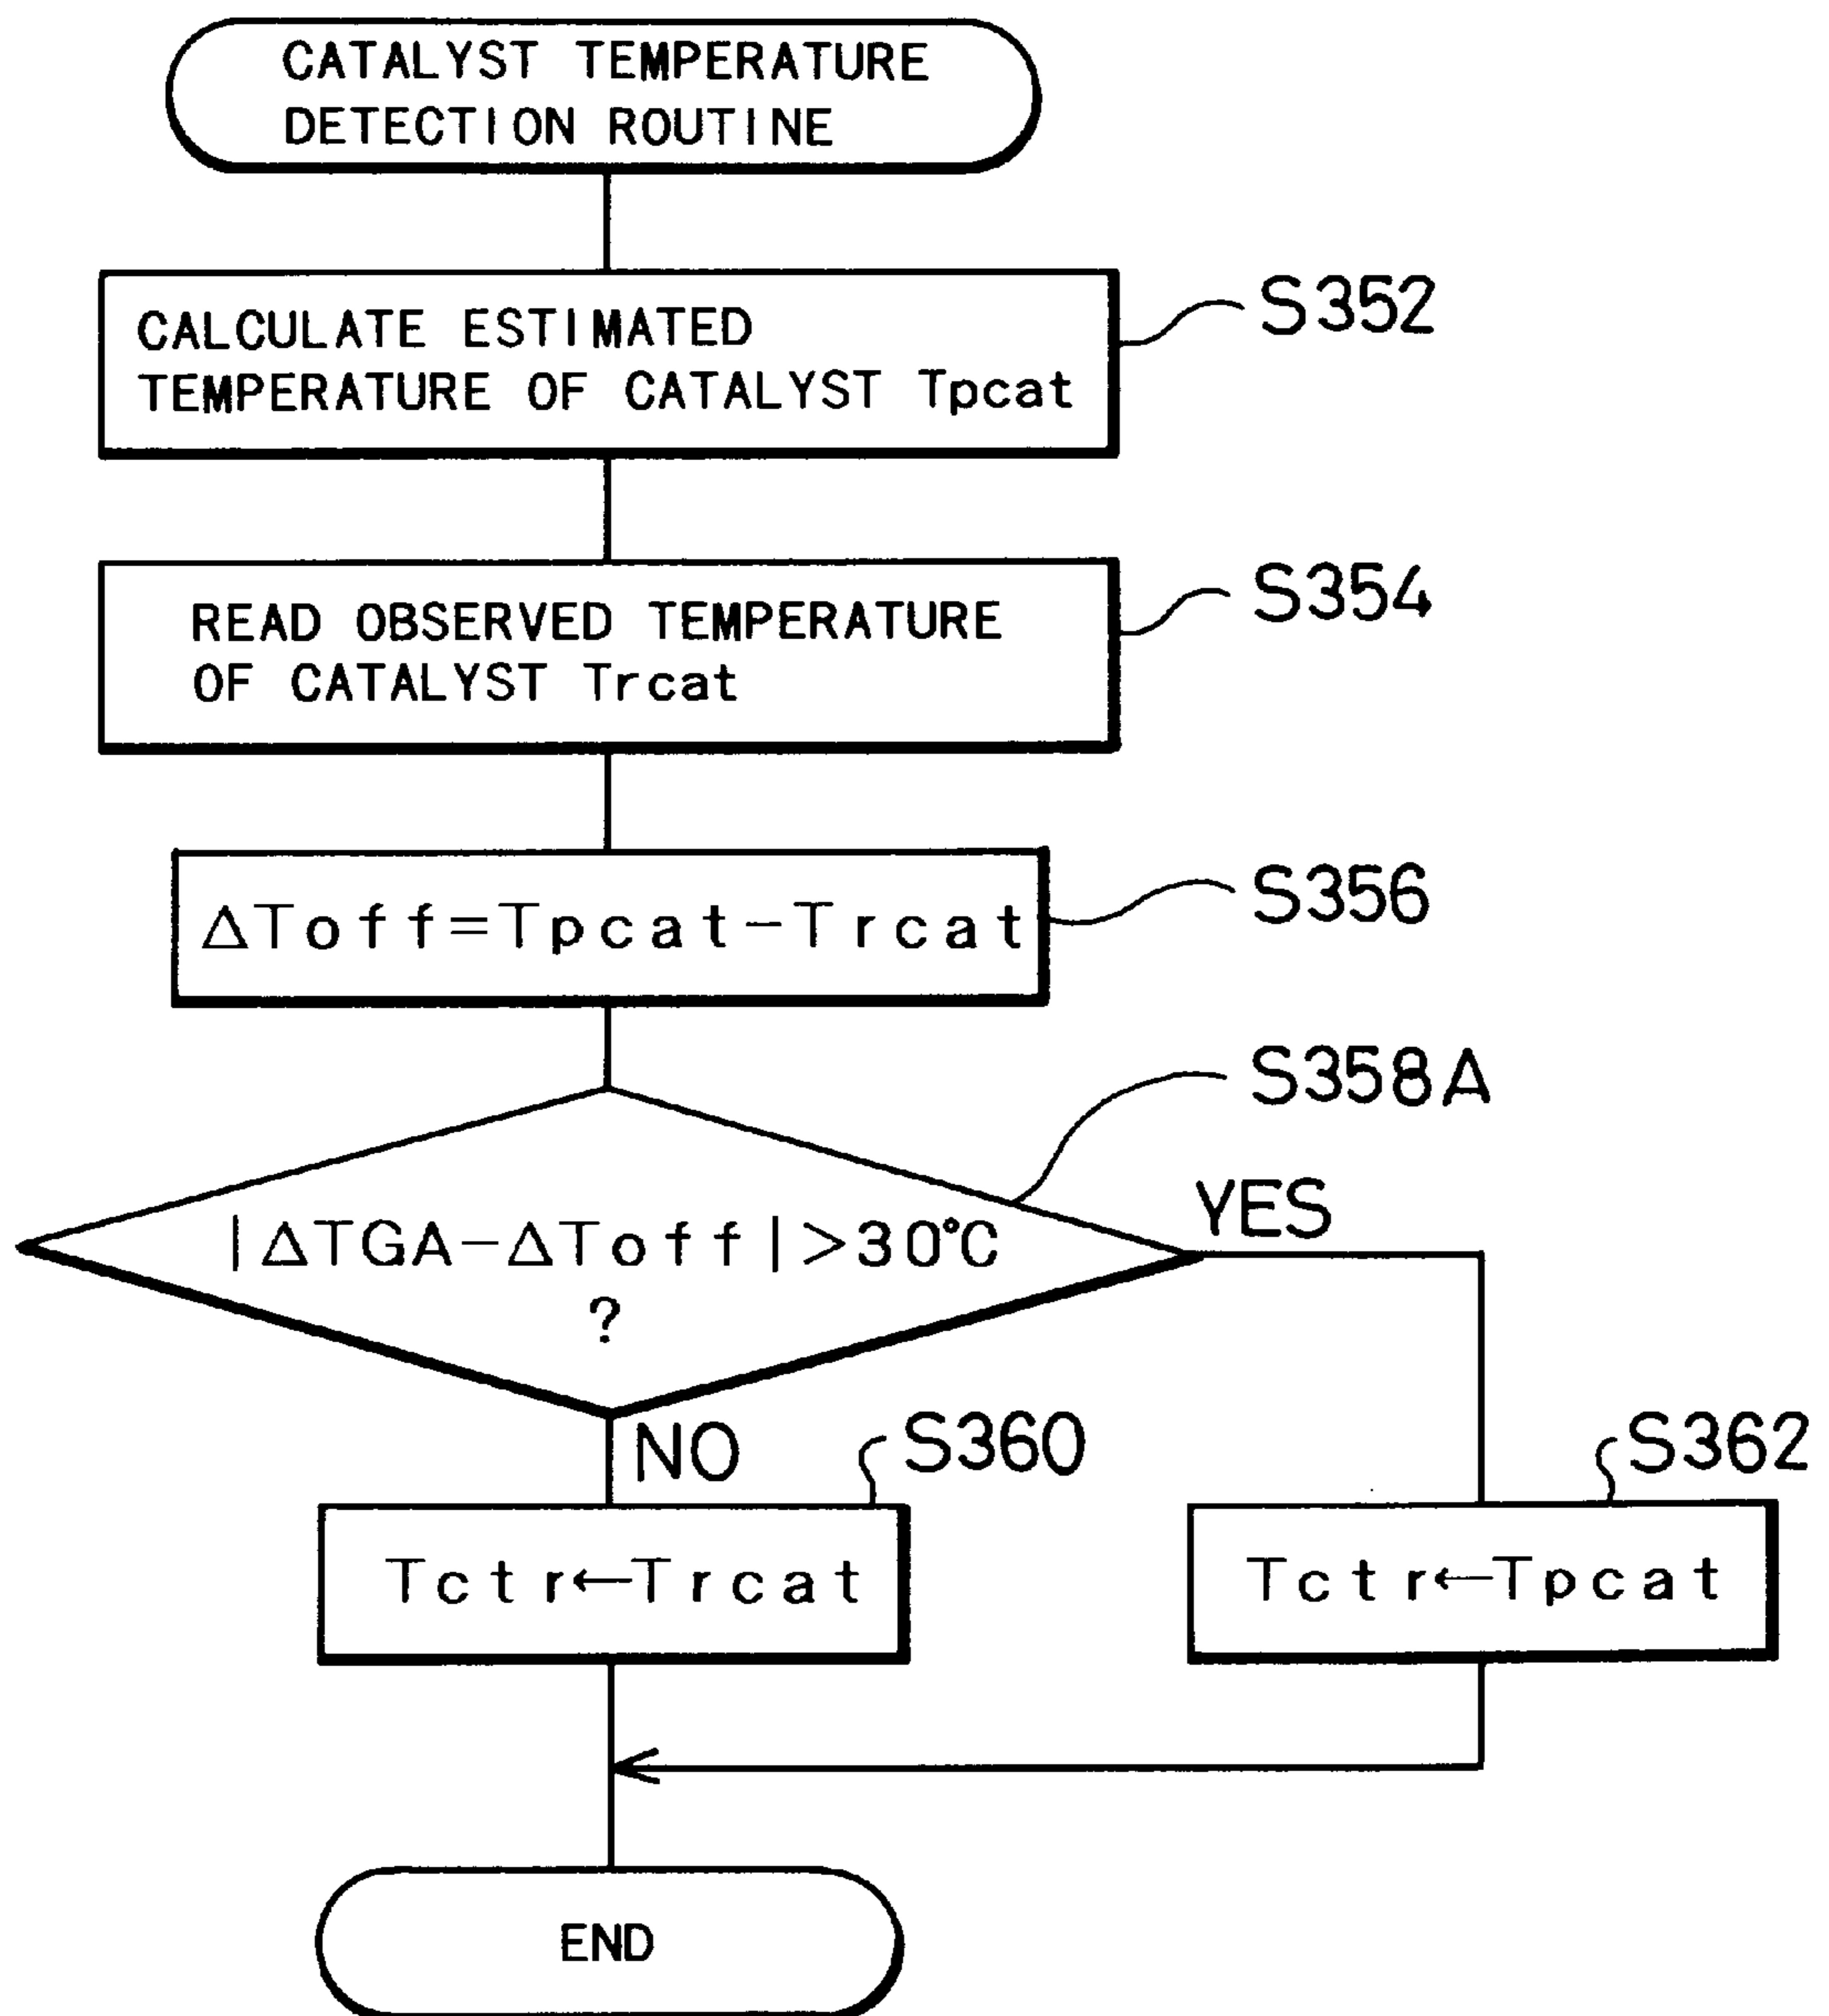 CATALYST TEMPERATURE
DETECTION ROUTINE
CALCULATE ESTIMATED
TEMPERATURE OF CATALYST Tpcat
S352
READ OBSERVED TEMPERATURE
OF CATALYST Trcat
S354
ΔToff=Tpcat-Trcat
S356
S358A
|ΔTGA-ΔToff|>30℃
?
YES
NO
S360
S362
Tctr←Trcat
Tctr←Tpcat
END